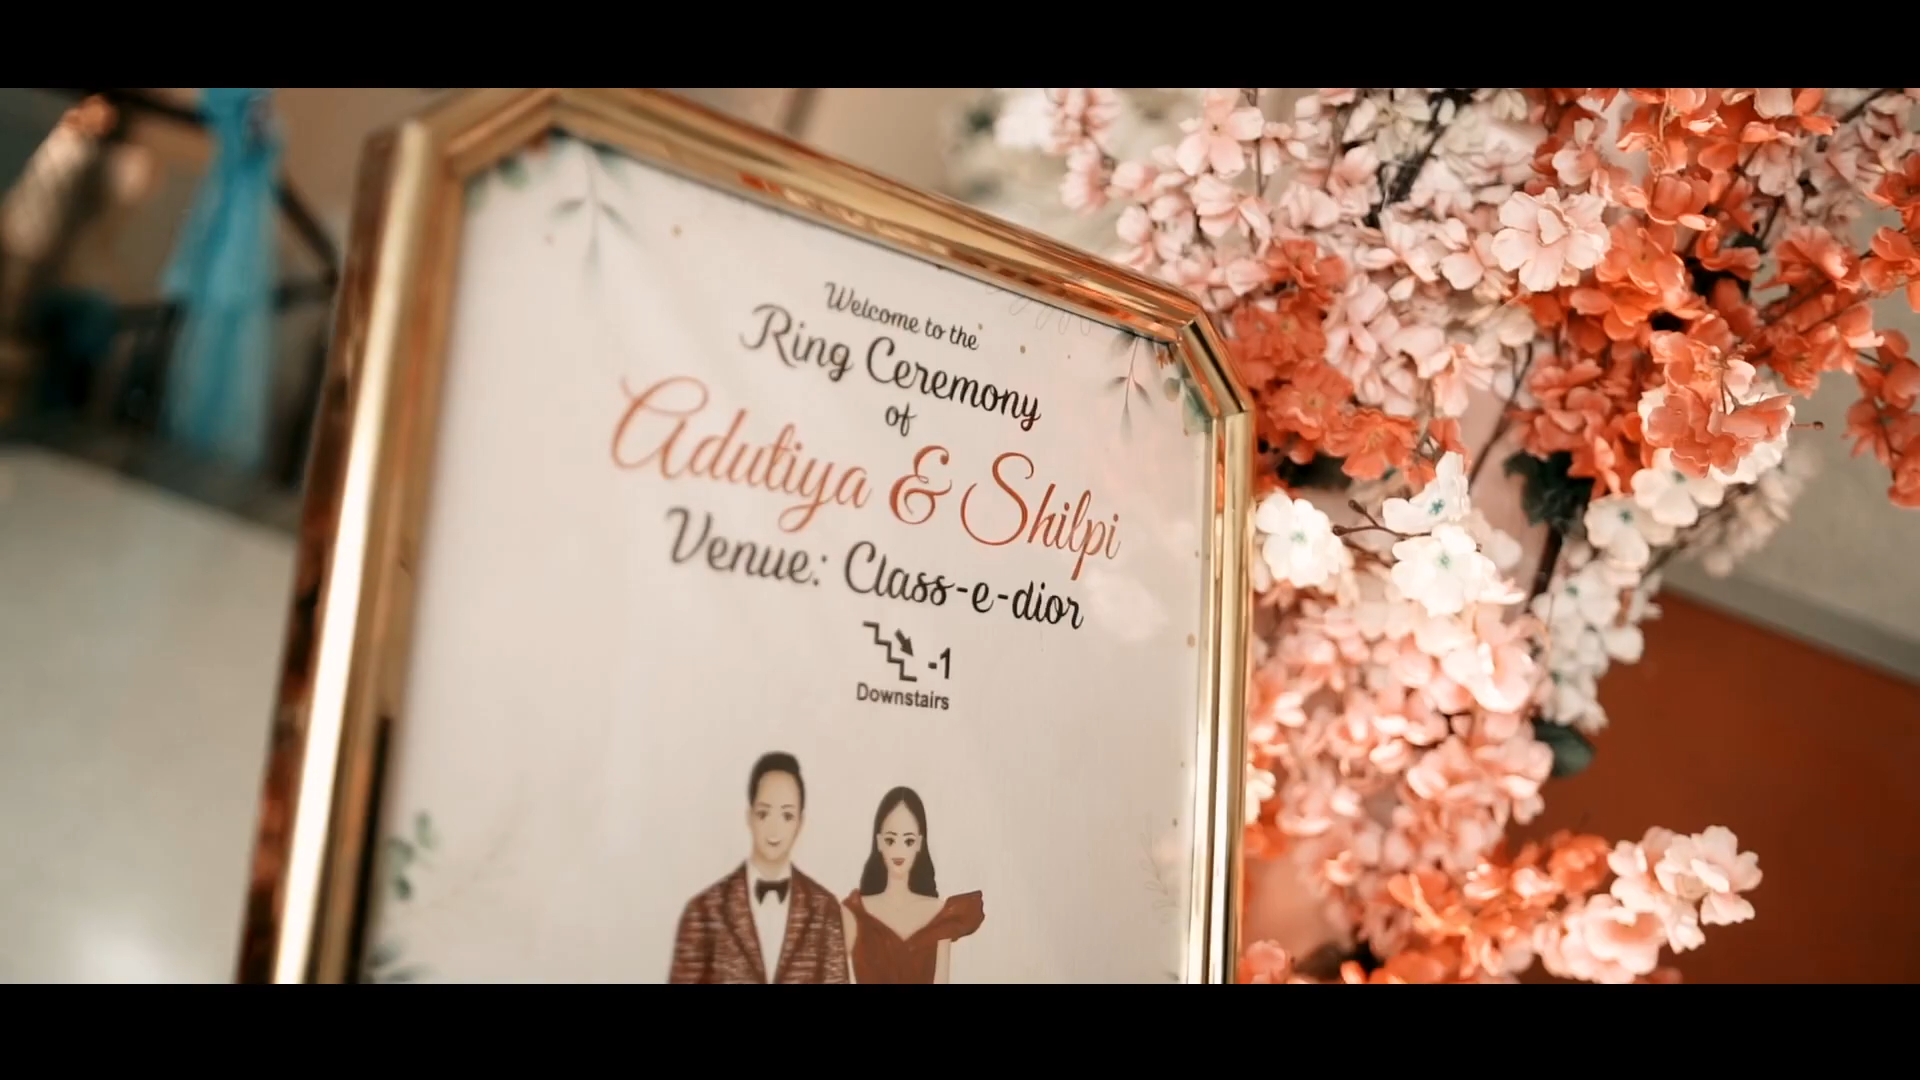 Welcome to the
Ring Ceremony
of
Adutiya & Shilpi
Venue: Class-e-dior
-1
Downstairs